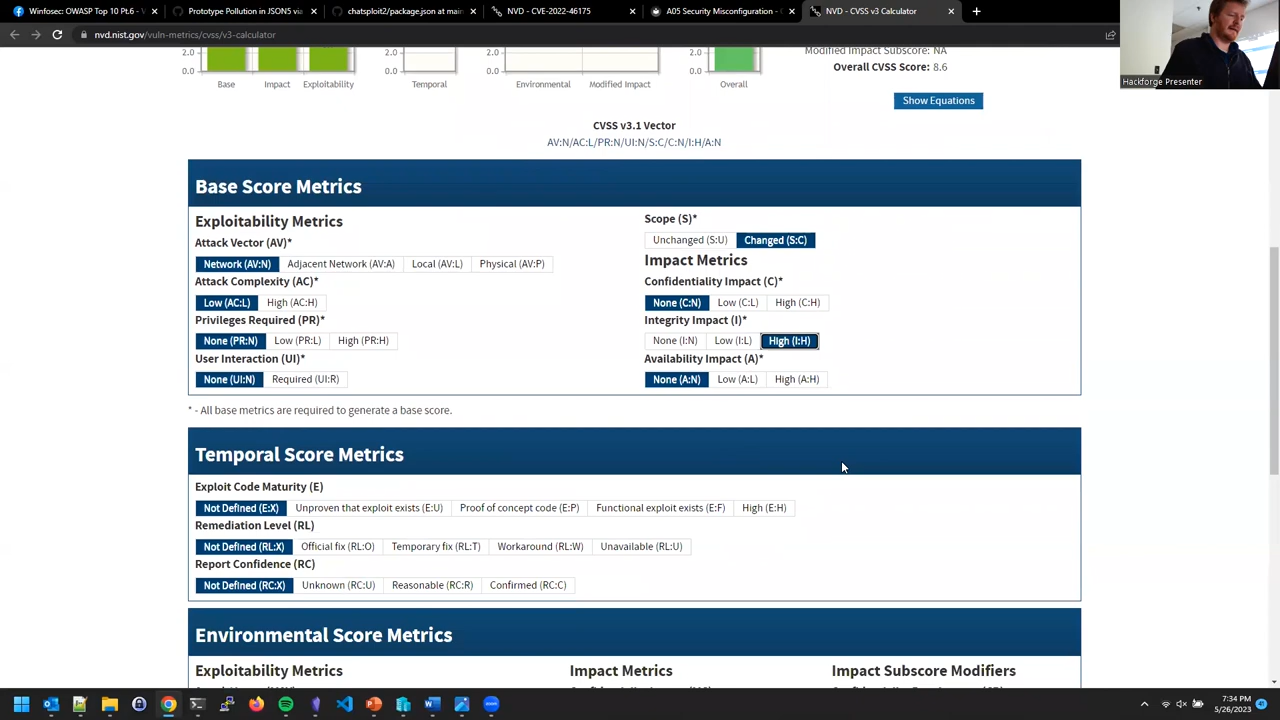 Winfosec: OWASP Top 10 Pt.6 - V
Prototype Pollution in JSON5 via
chatsploit2/package.json at main
NVD - CVE-2022-46175
A05 Security Misconfiguration - C
NVD - CVSS v3 Calculator
nvd.nist.gov/vuln-metrics/cvss/v3-calculator
Hackforge Presenter
2.0 2.0 2.0 2.0
0.0 0.0 0.0 0.0
Base Impact Exploitability Temporal Environmental Modified Impact Overall
Modified Impact Subscore: NA
Overall CVSS Score: 8.6
Show Equations
CVSS v3.1 Vector
AV:N/AC:L/PR:N/UI:N/S:C/C:N/I:H/A:N
Base Score Metrics
Exploitability Metrics
Attack Vector (AV)*
Network (AV:N) Adjacent Network (AV:A) Local (AV:L) Physical (AV:P)
Attack Complexity (AC)*
Low (AC:L) High (AC:H)
Privileges Required (PR)*
None (PR:N) Low (PR:L) High (PR:H)
User Interaction (UI)*
None (UI:N) Required (UI:R)
Scope (S)*
Unchanged (S:U) Changed (S:C)
Impact Metrics
Confidentiality Impact (C)*
None (C:N) Low (C:L) High (C:H)
Integrity Impact (I)*
None (I:N) Low (I:L) High (I:H)
Availability Impact (A)*
None (A:N) Low (A:L) High (A:H)
* - All base metrics are required to generate a base score.
Temporal Score Metrics
Exploit Code Maturity (E)
Not Defined (E:X) Unproven that exploit exists (E:U) Proof of concept code (E:P) Functional exploit exists (E:F) High (E:H)
Remediation Level (RL)
Not Defined (RL:X) Official fix (RL:O) Temporary fix (RL:T) Workaround (RL:W) Unavailable (RL:U)
Report Confidence (RC)
Not Defined (RC:X) Unknown (RC:U) Reasonable (RC:R) Confirmed (RC:C)
Environmental Score Metrics
Exploitability Metrics Impact Metrics Impact Subscore Modifiers
7:34 PM
5/26/2023